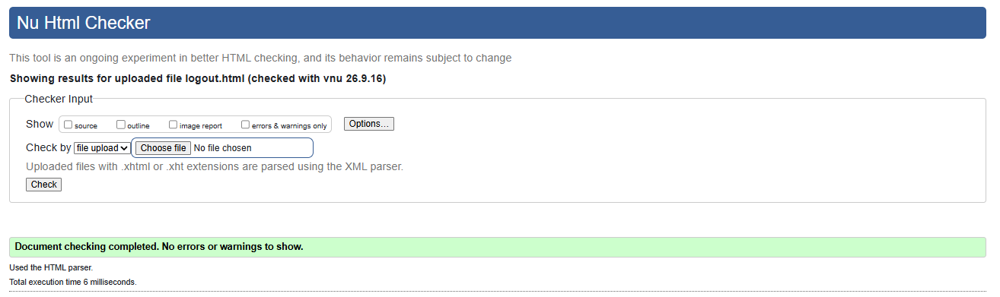 Nu Html Checker
This tool is an ongoing experiment in better HTML checking, and its behavior remains subject to change
Showing results for uploaded file logout.html (checked with vnu 26.9.16)
Checker Input
Show source outline image report errors & warnings only Options...
Check by file upload Choose file No file chosen
Uploaded files with .xhtml or .xht extensions are parsed using the XML parser.
Check
Document checking completed. No errors or warnings to show.
Used the HTML parser.
Total execution time 6 milliseconds.